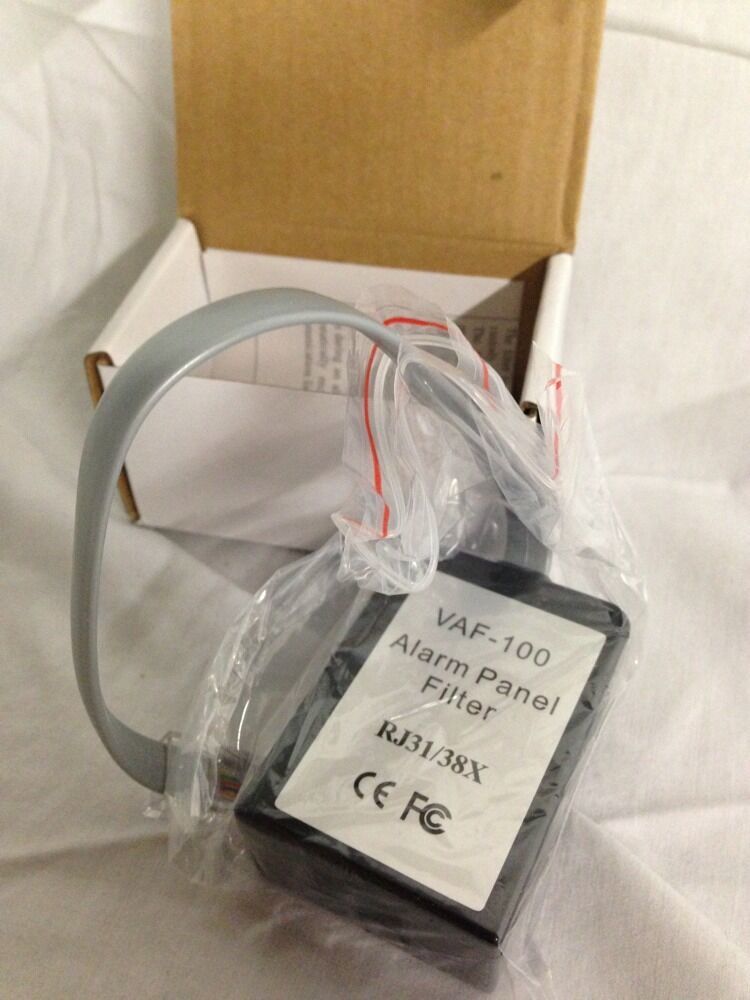 VAF-100
Alarm Panel
Filter
RJ31/38X
CE FC